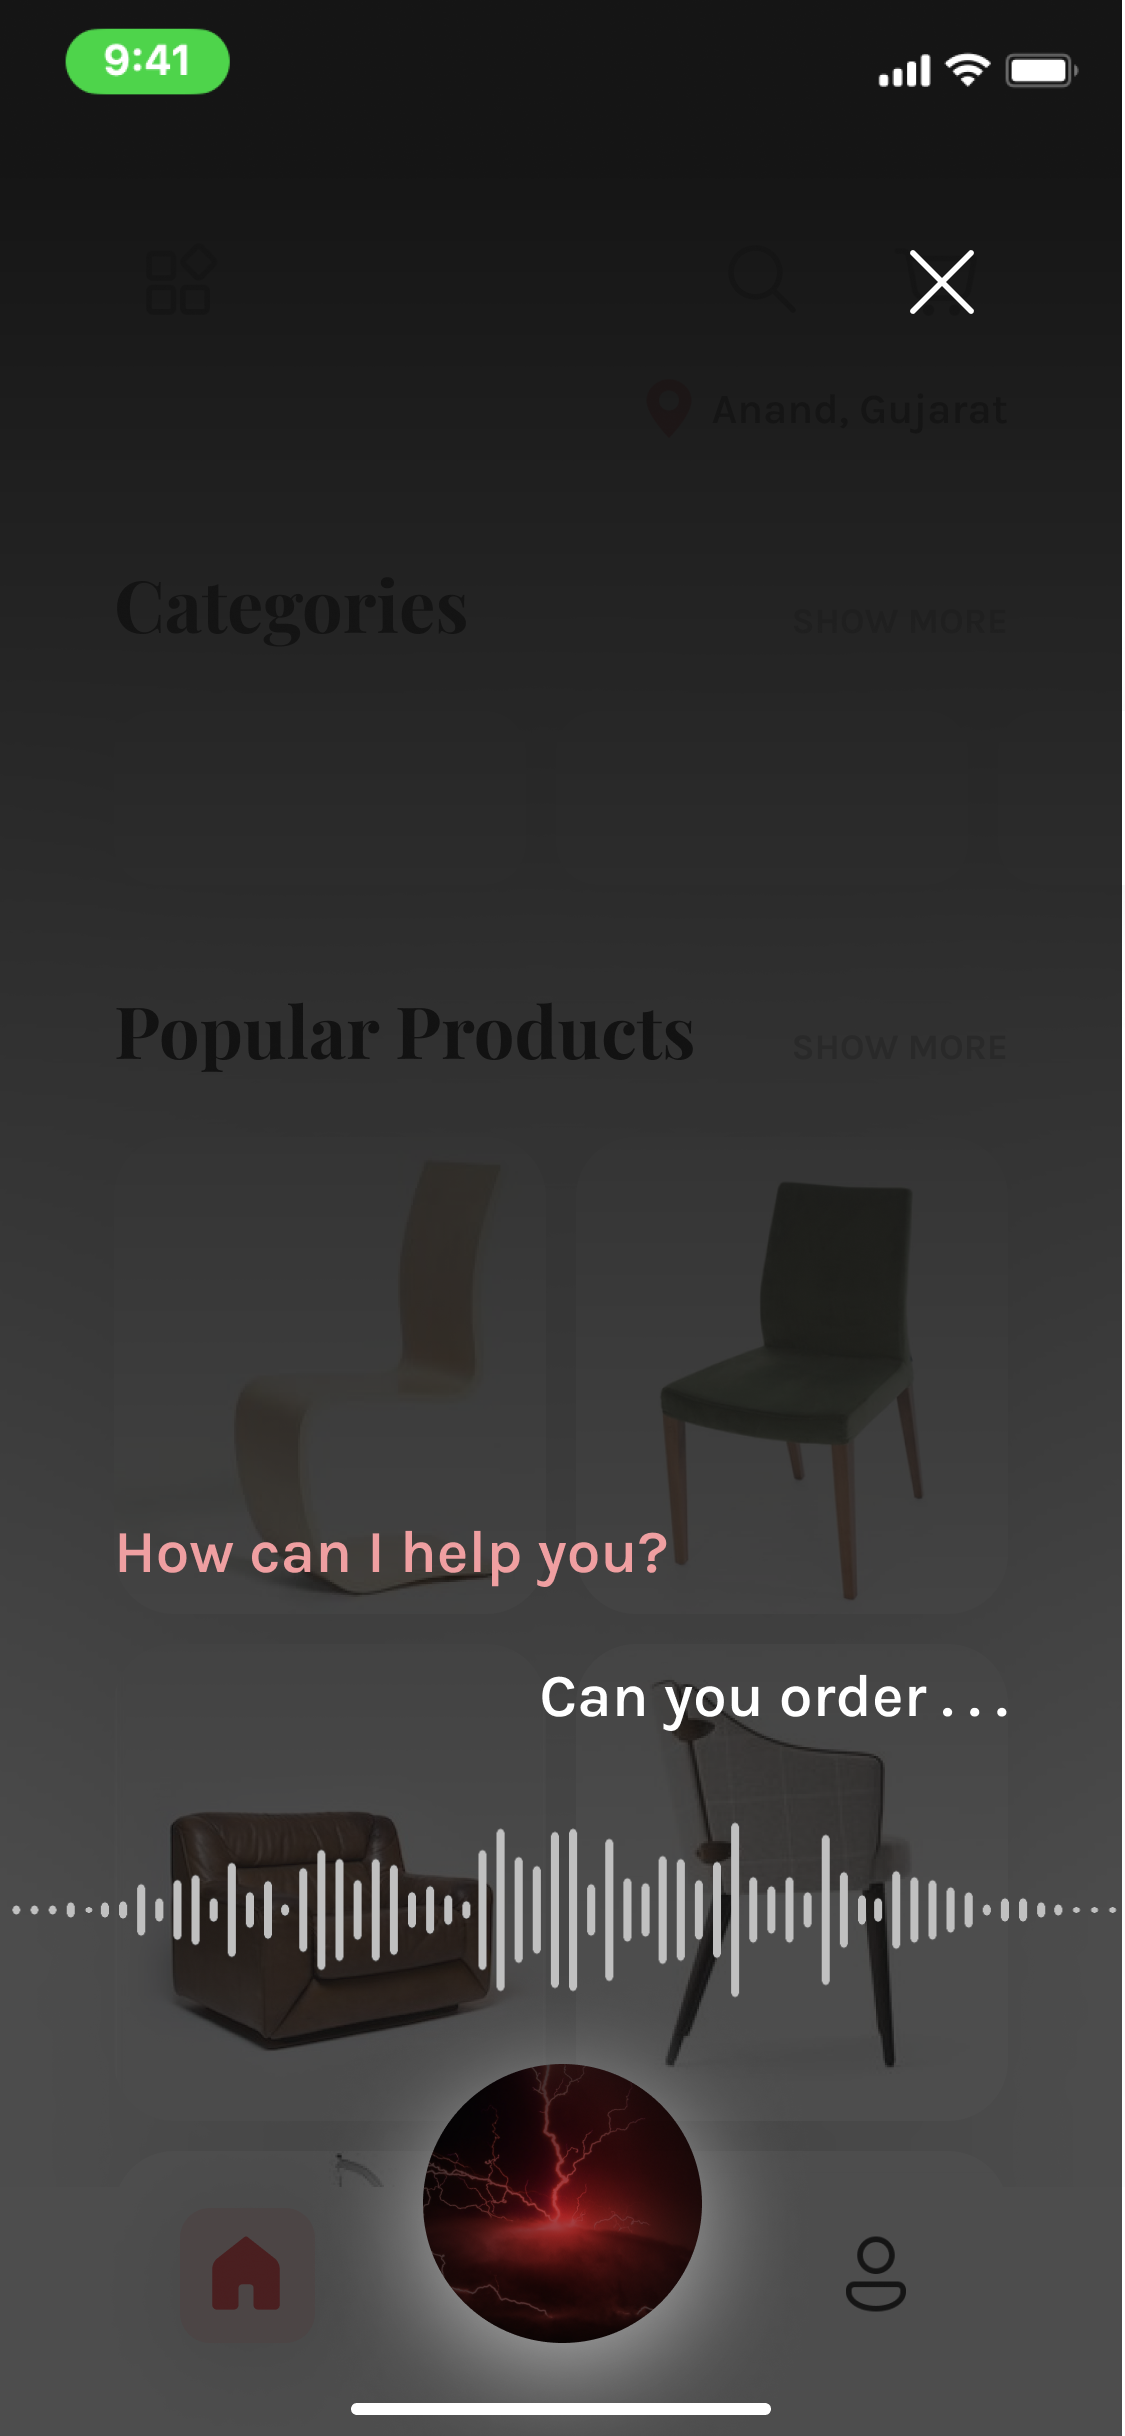 9:41
Anand, Gujarat
Categories
SHOW MORE
Popular Products
SHOW MORE
How can I help you?
Can you order . . .